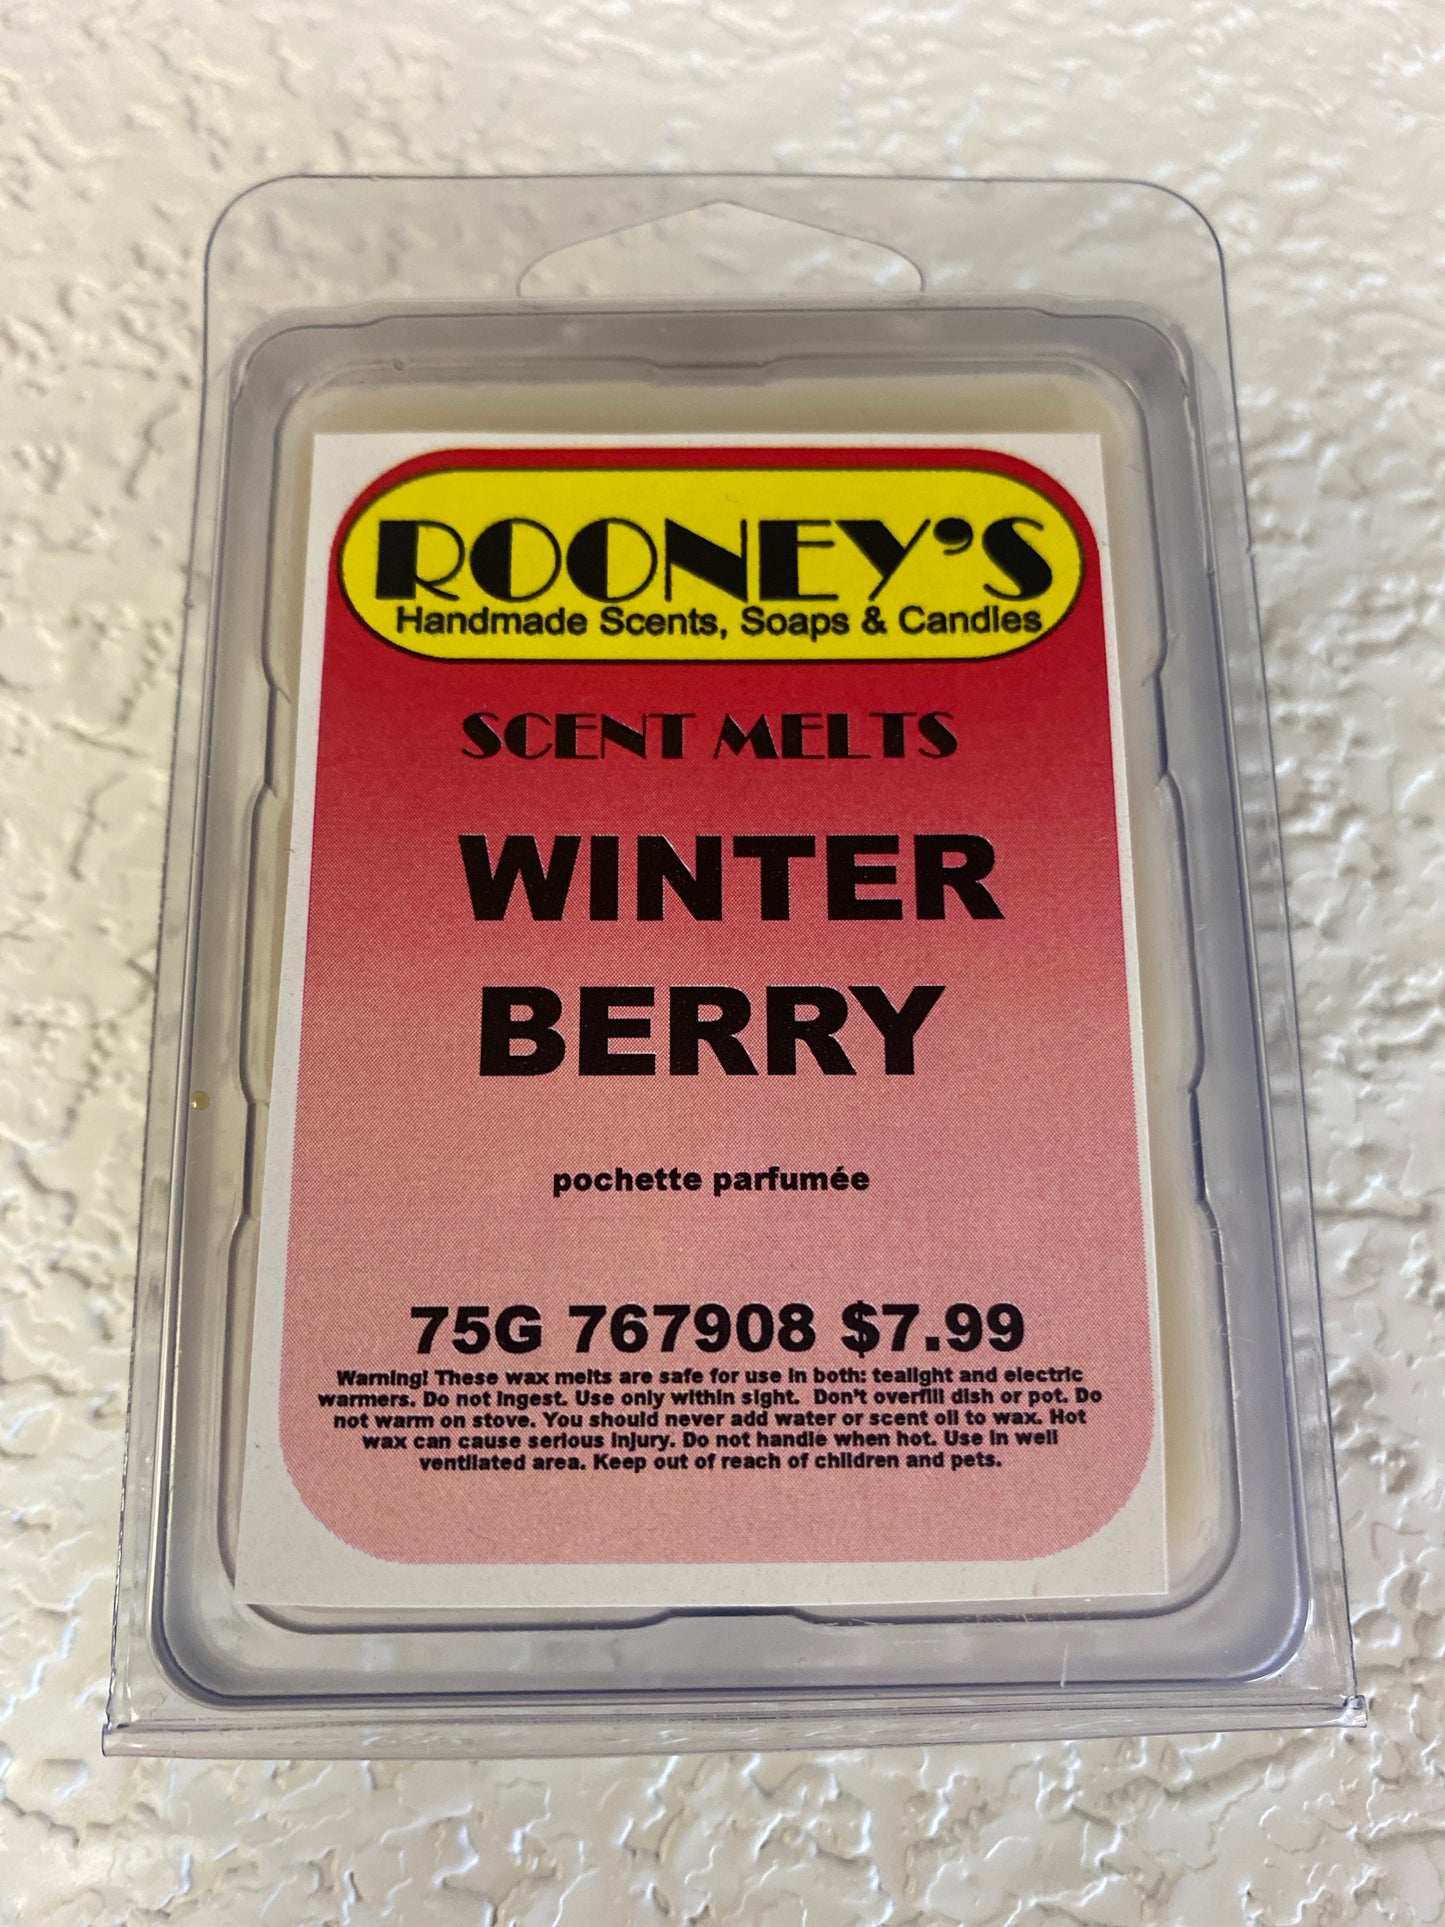 ROONEY'S
Handmade Scents, Soaps & Candles
SCENT MELTS
WINTER
BERRY
pochette parfumée
75G 767908 $7.99
Warning! These wax melts are safe for use in both: tealight and electric
warmers. Do not ingest. Use only within sight. Don't overfill dish or pot. Do
not warm on stove. You should never add water or scent oil to wax. Hot
wax can cause serious injury. Do not handle when hot. Use in well
ventilated area. Keep out of reach of children and pets.